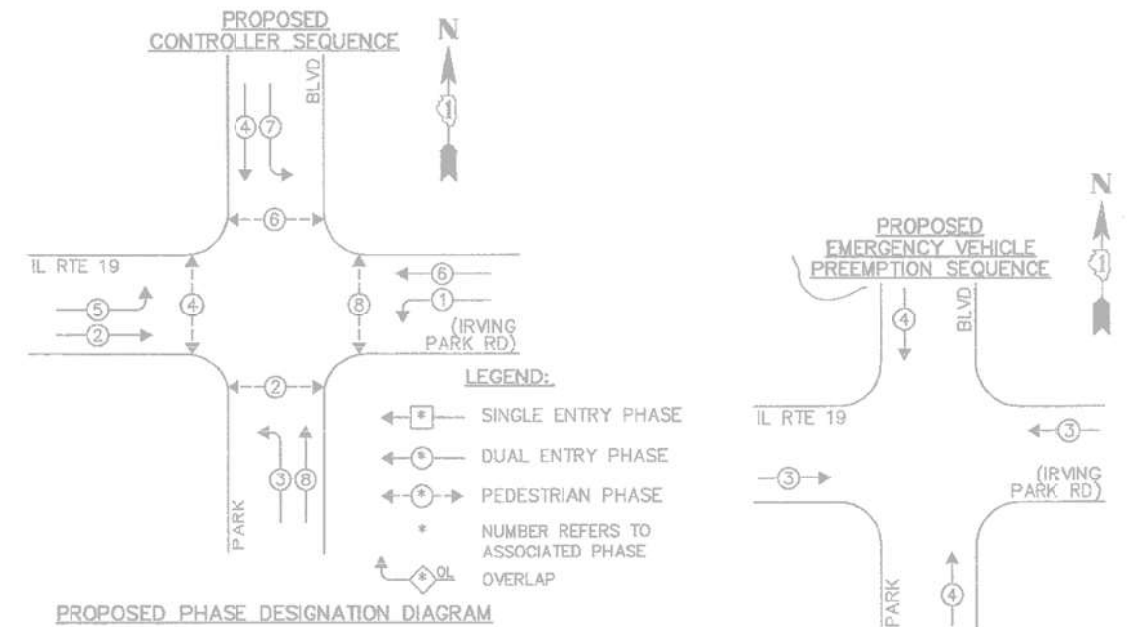 PROPOSED
CONTROLLER SEQUENCE
N
1
BLVD
4 7
6
IL RTE 19
6
5
4
8
1
2
(IRVING
PARK RD)
2
LEGEND:
* SINGLE ENTRY PHASE
* DUAL ENTRY PHASE
3 8
* PEDESTRIAN PHASE
PARK
* NUMBER REFERS TO
ASSOCIATED PHASE
* OL OVERLAP
PROPOSED PHASE DESIGNATION DIAGRAM
N
1
PROPOSED
EMERGENCY VEHICLE
PREEMPTION SEQUENCE
4
BLVD
IL RTE 19
3
3
(IRVING
PARK RD)
PARK
4